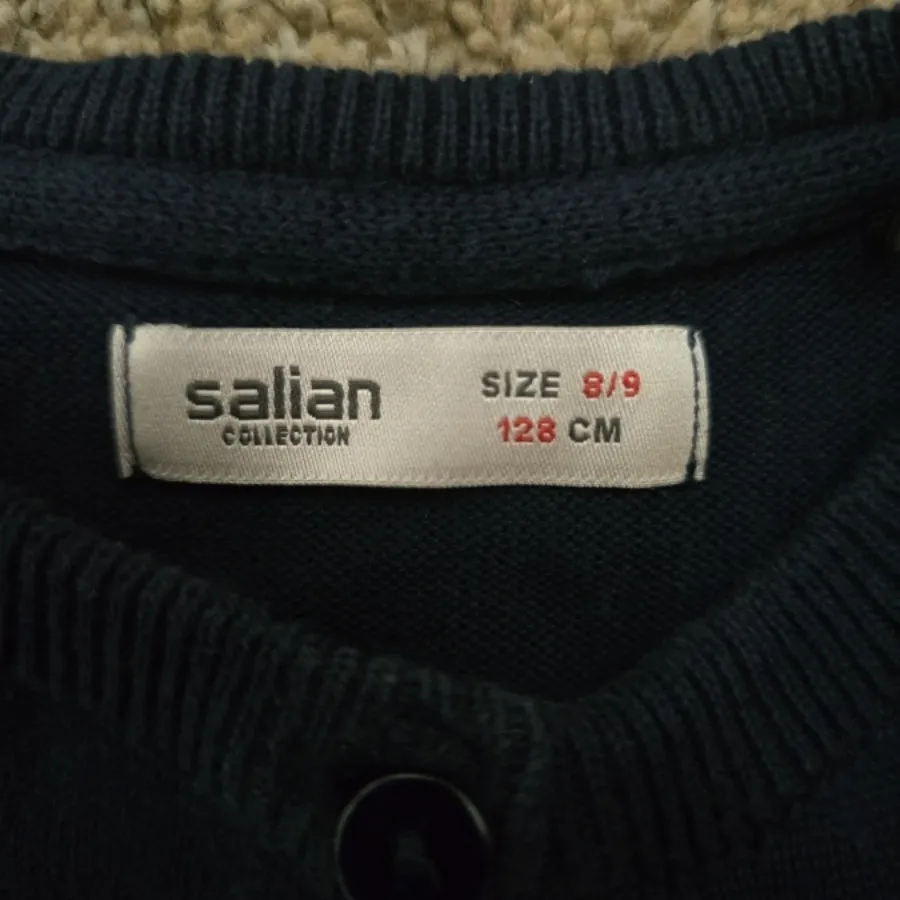 salian
COLLECTION
SIZE 8/9
128 CM